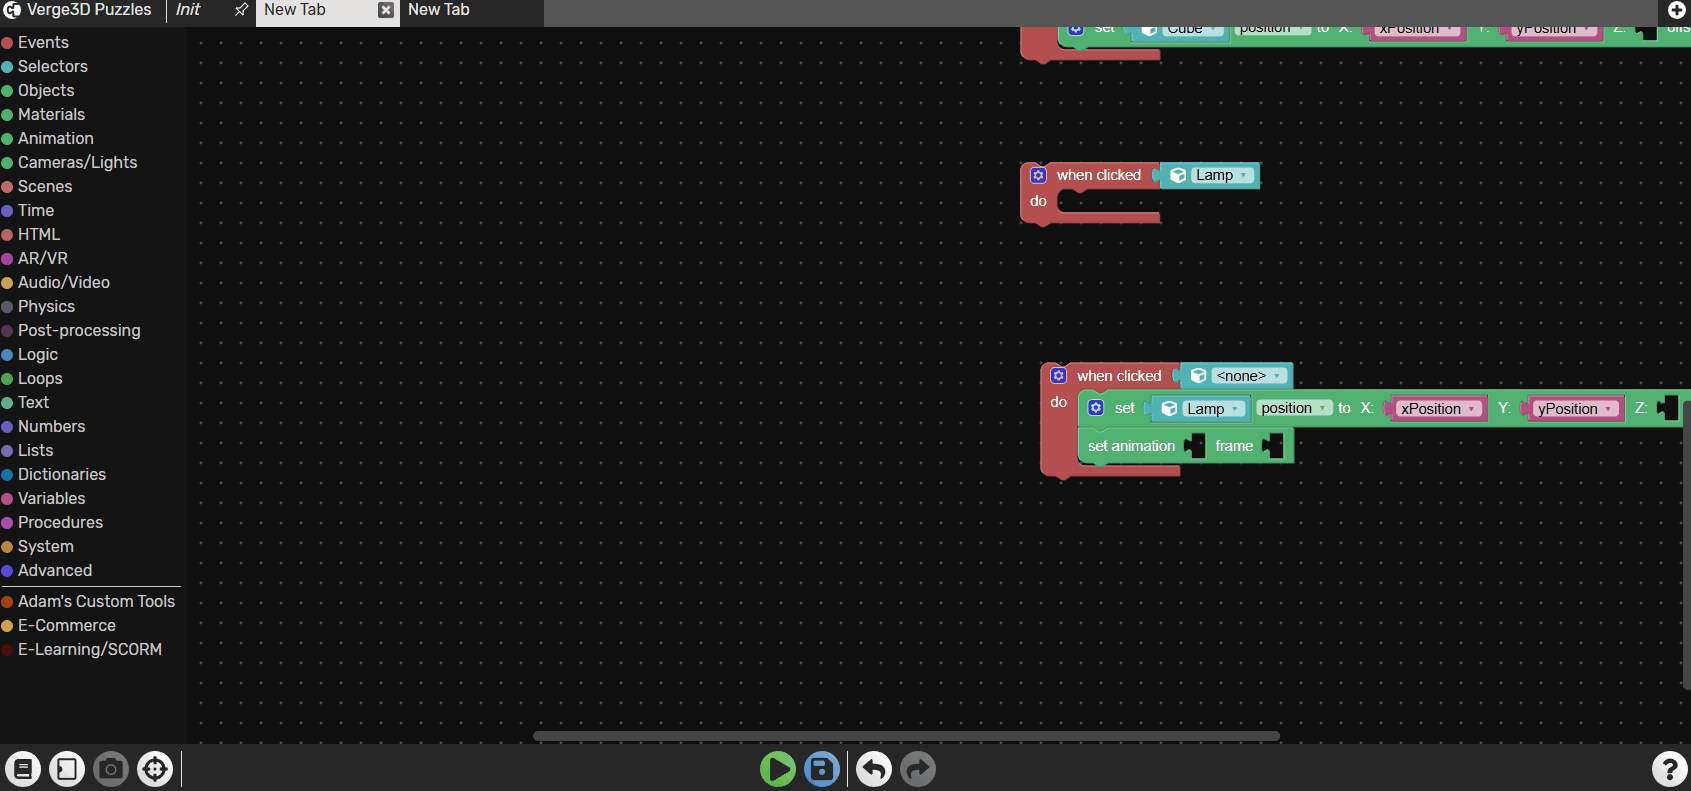 Verge3D Puzzles Init New Tab New Tab
set Cube position to X: xPosition Y: yPosition Z: offs
Events
Selectors
Objects
Materials
Animation
Cameras/Lights
Scenes
Time
HTML
AR/VR
Audio/Video
Physics
Post-processing
Logic
Loops
Text
Numbers
Lists
Dictionaries
Variables
Procedures
System
Advanced
Adam's Custom Tools
E-Commerce
E-Learning/SCORM
when clicked Lamp
do
when clicked <none>
do set Lamp position to X: xPosition Y: yPosition Z:
set animation frame
?